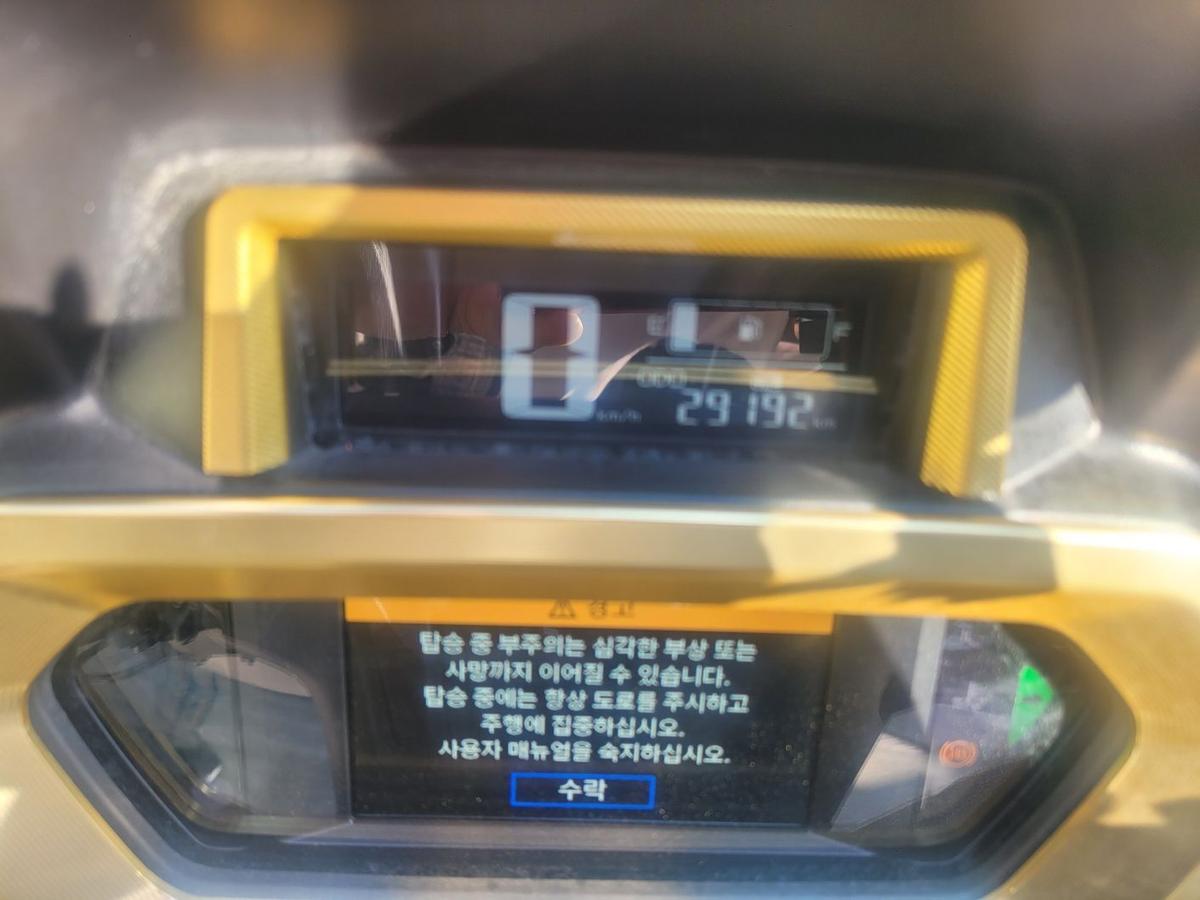 0 km/h
E F
ODO
29192 km
⚠ 경고
탑승 중 부주의는 심각한 부상 또는
사망까지 이어질 수 있습니다.
탑승 중에는 항상 도로를 주시하고
주행에 집중하십시오.
사용자 매뉴얼을 숙지하십시오.
수락